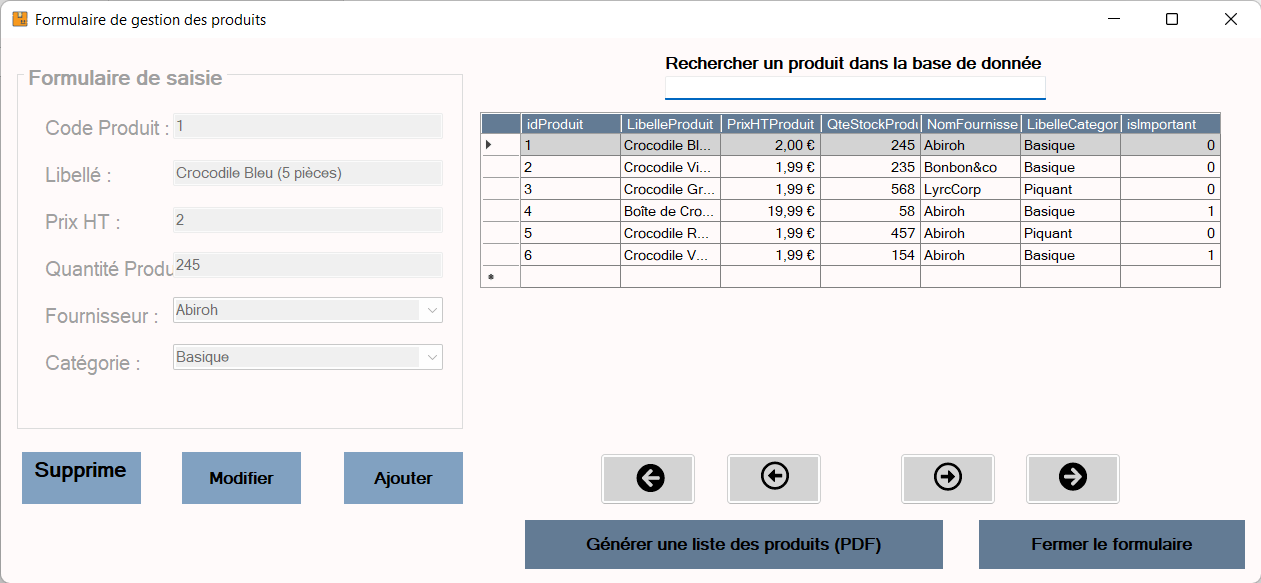 Formulaire de gestion des produits
Formulaire de saisie
Code Produit : 1
Libellé : Crocodile Bleu (5 pièces)
Prix HT : 2
Quantité Produ 245
Fournisseur : Abiroh
Catégorie : Basique
Supprime
Modifier
Ajouter
Rechercher un produit dans la base de donnée
idProduit LibelleProduit PrixHTProduit QteStockProdu NomFournisse LibelleCategor isImportant
1 Crocodile Bl... 2,00 € 245 Abiroh Basique 0
2 Crocodile Vi... 1,99 € 235 Bonbon&co Basique 0
3 Crocodile Gr... 1,99 € 568 LyrcCorp Piquant 0
4 Boîte de Cro... 19,99 € 58 Abiroh Basique 1
5 Crocodile R... 1,99 € 457 Abiroh Piquant 0
6 Crocodile V... 1,99 € 154 Abiroh Basique 1
Générer une liste des produits (PDF)
Fermer le formulaire